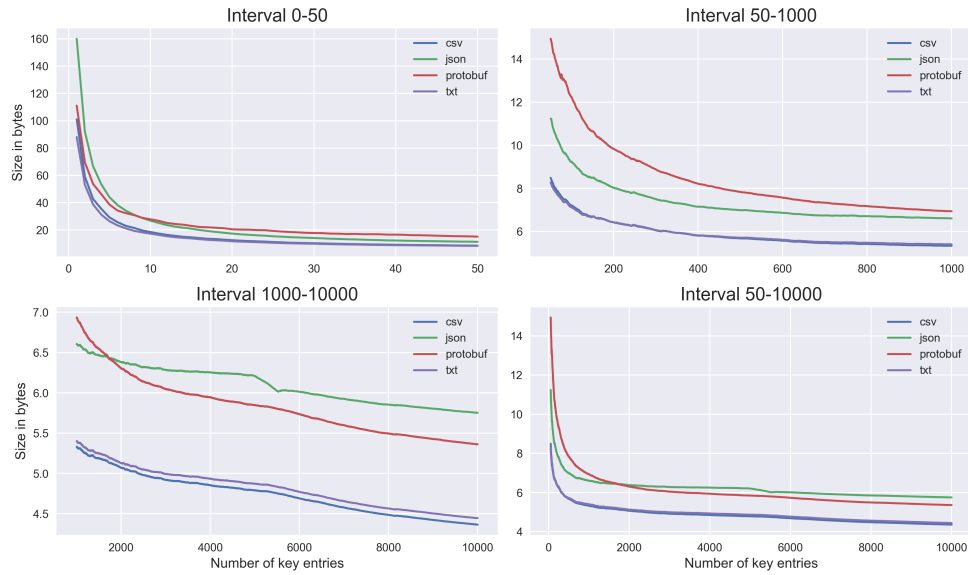 Interval 0-50
Size in bytes
160
140
120
100
80
60
40
20
0
10
20
30
40
50
csv
json
protobuf
txt
Interval 50-1000
14
12
10
8
6
200
400
600
800
1000
csv
json
protobuf
txt
Interval 1000-10000
Size in bytes
7.0
6.5
6.0
5.5
5.0
4.5
2000
4000
6000
8000
10000
Number of key entries
csv
json
protobuf
txt
Interval 50-10000
14
12
10
8
6
4
0
2000
4000
6000
8000
10000
Number of key entries
csv
json
protobuf
txt